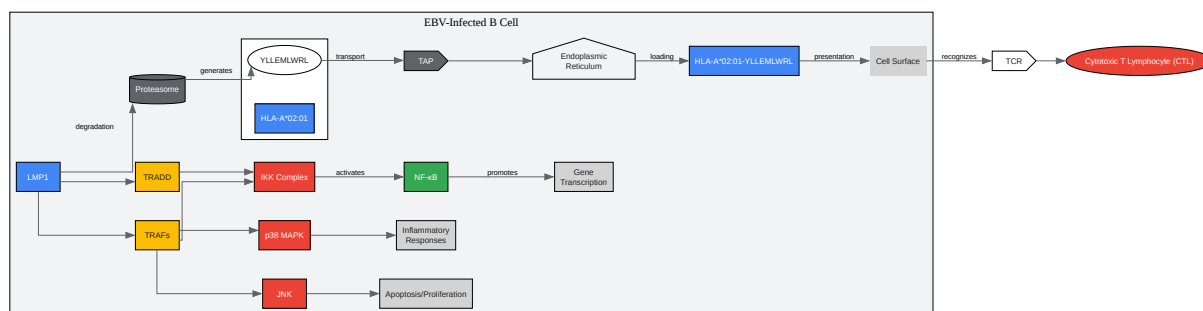 EBV-Infected B Cell
YLLEMLWRL
transport
TAP
Endoplasmic
Reticulum
loading
HLA-A*02:01-YLLEMLWRL
presentation
Cell Surface
recognizes
TCR
Cytotoxic T Lymphocyte (CTL)
generates
Proteasome
HLA-A*02:01
degradation
LMP1
TRADD
IKK Complex
activates
NF-κB
promotes
Gene
Transcription
TRAFs
p38 MAPK
Inflammatory
Responses
JNK
Apoptosis/Proliferation